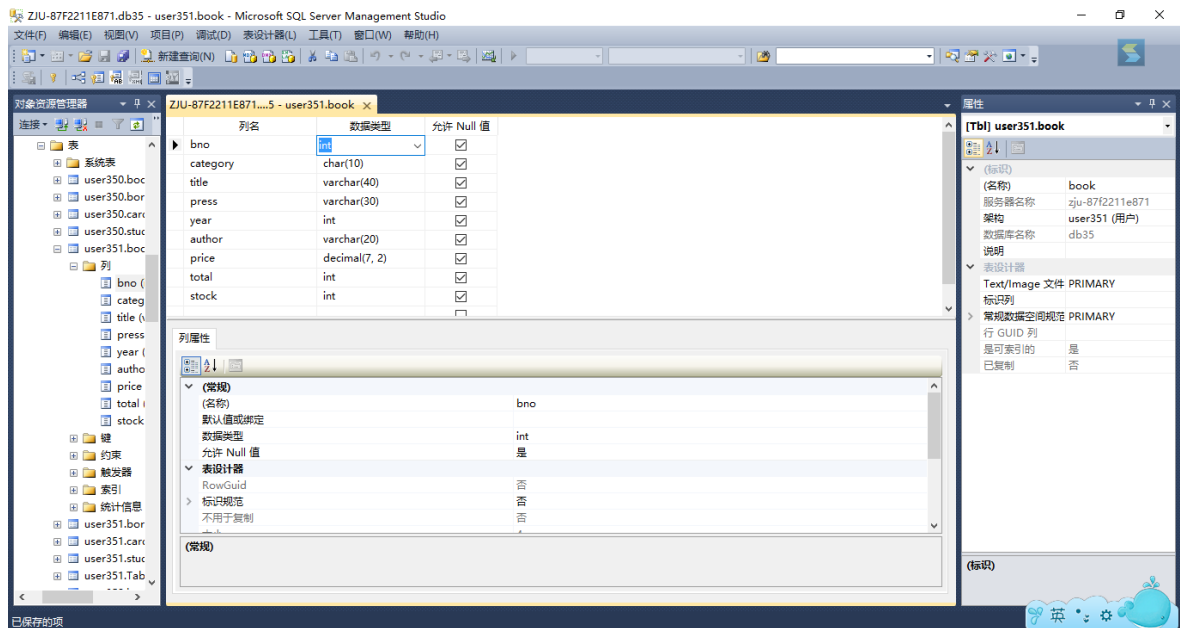 ZJU-87F2211E871.db35 - user351.book - Microsoft SQL Server Management Studio
文件(F) 编辑(E) 视图(V) 项目(P) 调试(D) 表设计器(L) 工具(T) 窗口(W) 帮助(H)
新建查询(N)
对象资源管理器
连接
表
系统表
user350.boc
user350.bor
user350.card
user350.stud
user351.boc
列
bno (
categ
title (v
press
year (
autho
price
total (
stock
键
约束
触发器
索引
统计信息
user351.bor
user351.card
user351.stud
user351.Tab
ZJU-87F2211E871....5 - user351.book
列名 数据类型 允许 Null 值
bno int
category char(10)
title varchar(40)
press varchar(30)
year int
author varchar(20)
price decimal(7, 2)
total int
stock int
列属性
(常规)
(名称) bno
默认值或绑定
数据类型 int
允许 Null 值 是
表设计器
RowGuid 否
标识规范 否
不用于复制 否
(常规)
属性
[Tbl] user351.book
(标识)
(名称) book
服务器名称 zju-87f2211e871
架构 user351 (用户)
数据库名称 db35
说明
表设计器
Text/Image 文件 PRIMARY
标识列
常规数据空间规范 PRIMARY
行 GUID 列
是可索引的 是
已复制 否
(标识)
英
已保存的项